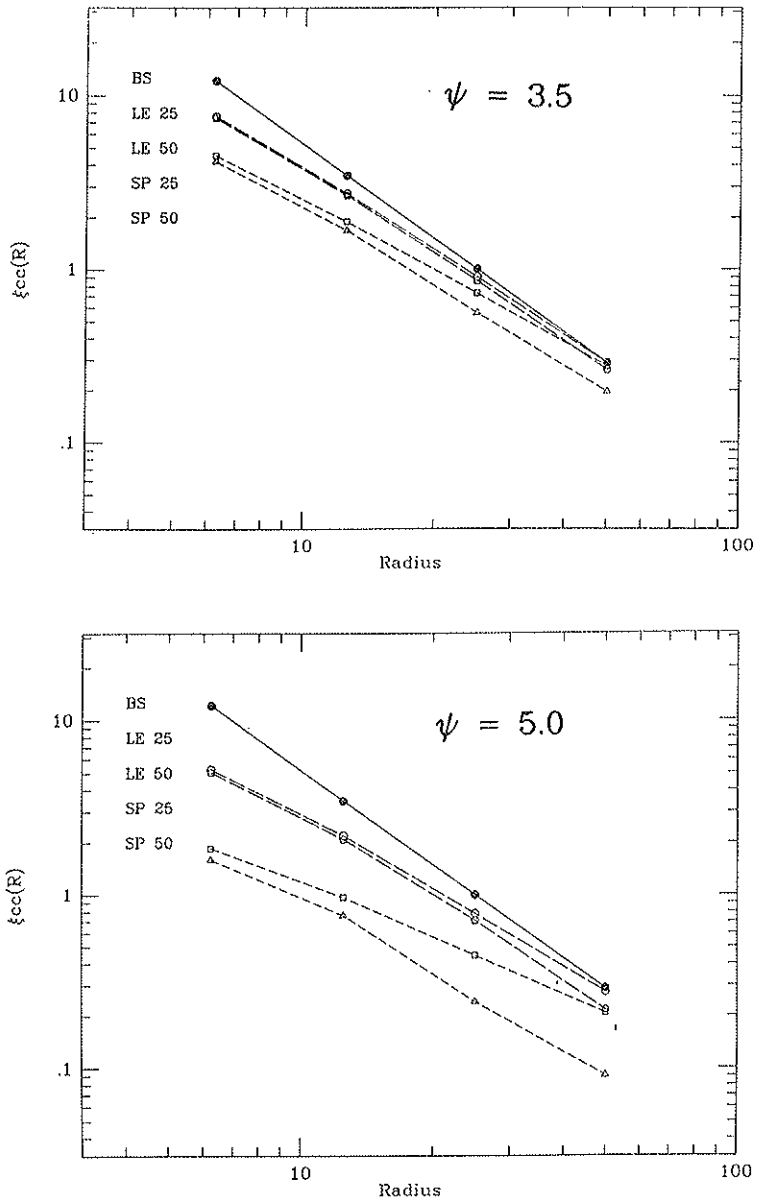 ψ = 3.5
BS
10
LE 25
LE 50
SP 25
SP 50
1
ξcc(R)
.1
10
100
Radius
ψ = 5.0
BS
10
LE 25
LE 50
SP 25
SP 50
1
ξcc(R)
.1
10
100
Radius